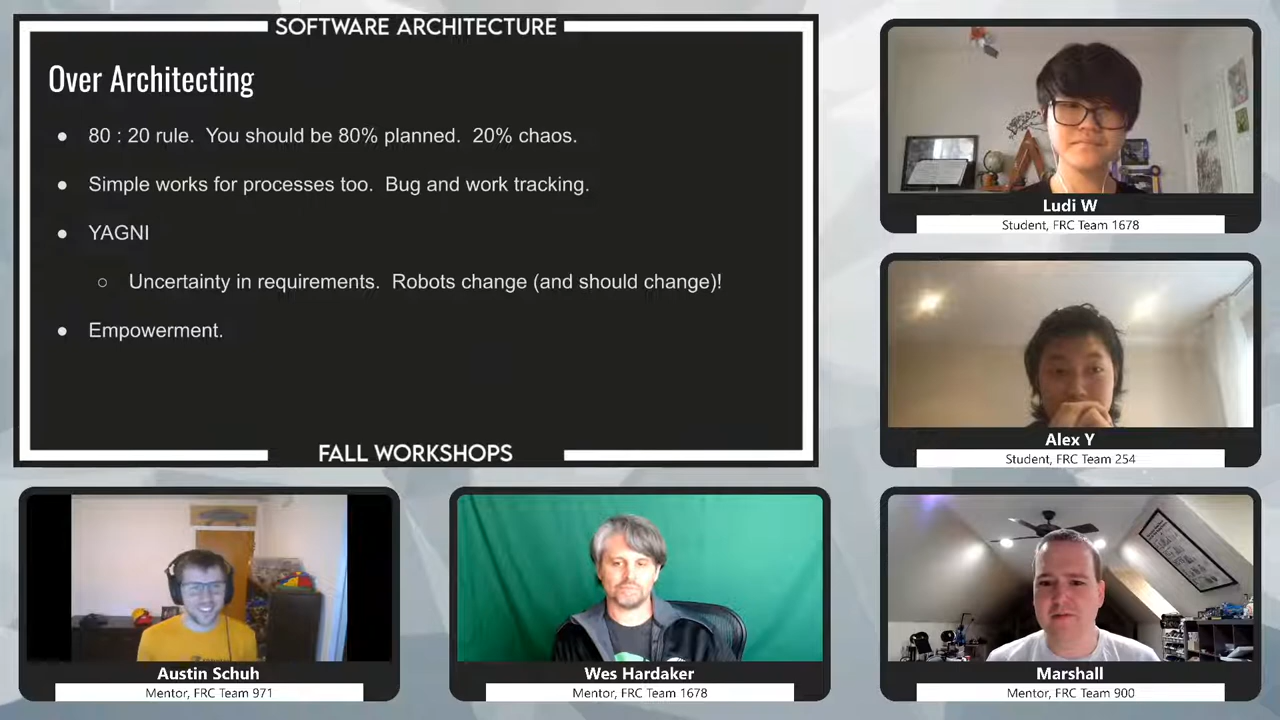 SOFTWARE ARCHITECTURE
Over Architecting
● 80 : 20 rule.  You should be 80% planned.  20% chaos.
● Simple works for processes too.  Bug and work tracking.
● YAGNI
○ Uncertainty in requirements.  Robots change (and should change)!
● Empowerment.
FALL WORKSHOPS
Ludi W
Student, FRC Team 1678
Alex Y
Student, FRC Team 254
Austin Schuh
Mentor, FRC Team 971
Wes Hardaker
Mentor, FRC Team 1678
Marshall
Mentor, FRC Team 900